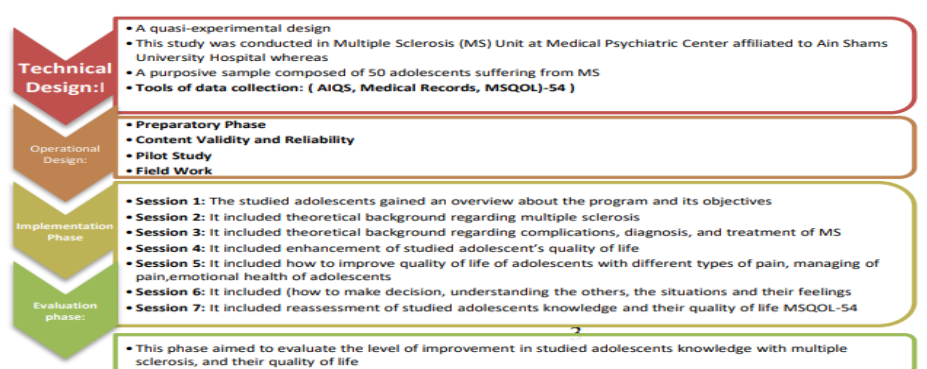 Technical
Design:I
• A quasi-experimental design
• This study was conducted in Multiple Sclerosis (MS) Unit at Medical Psychiatric Center affiliated to Ain Shams
University Hospital whereas
• A purposive sample composed of 50 adolescents suffering from MS
• Tools of data collection: ( AIQS, Medical Records, MSQOL)-54 )
Operational
Design:
• Preparatory Phase
• Content Validity and Reliability
• Pilot Study
• Field Work
Implementation
Phase
• Session 1: The studied adolescents gained an overview about the program and its objectives
• Session 2: It included theoretical background regarding multiple sclerosis
• Session 3: It included theoretical background regarding complications, diagnosis, and treatment of MS
• Session 4: It included enhancement of studied adolescent's quality of life
• Session 5: It included how to improve quality of life of adolescents with different types of pain, managing of
pain,emotional health of adolescents
• Session 6: It included (how to make decision, understanding the others, the situations and their feelings
• Session 7: It included reassessment of studied adolescents knowledge and their quality of life MSQOL-54
3
Evaluation
phase:
• This phase aimed to evaluate the level of improvement in studied adolescents knowledge with multiple
sclerosis, and their quality of life